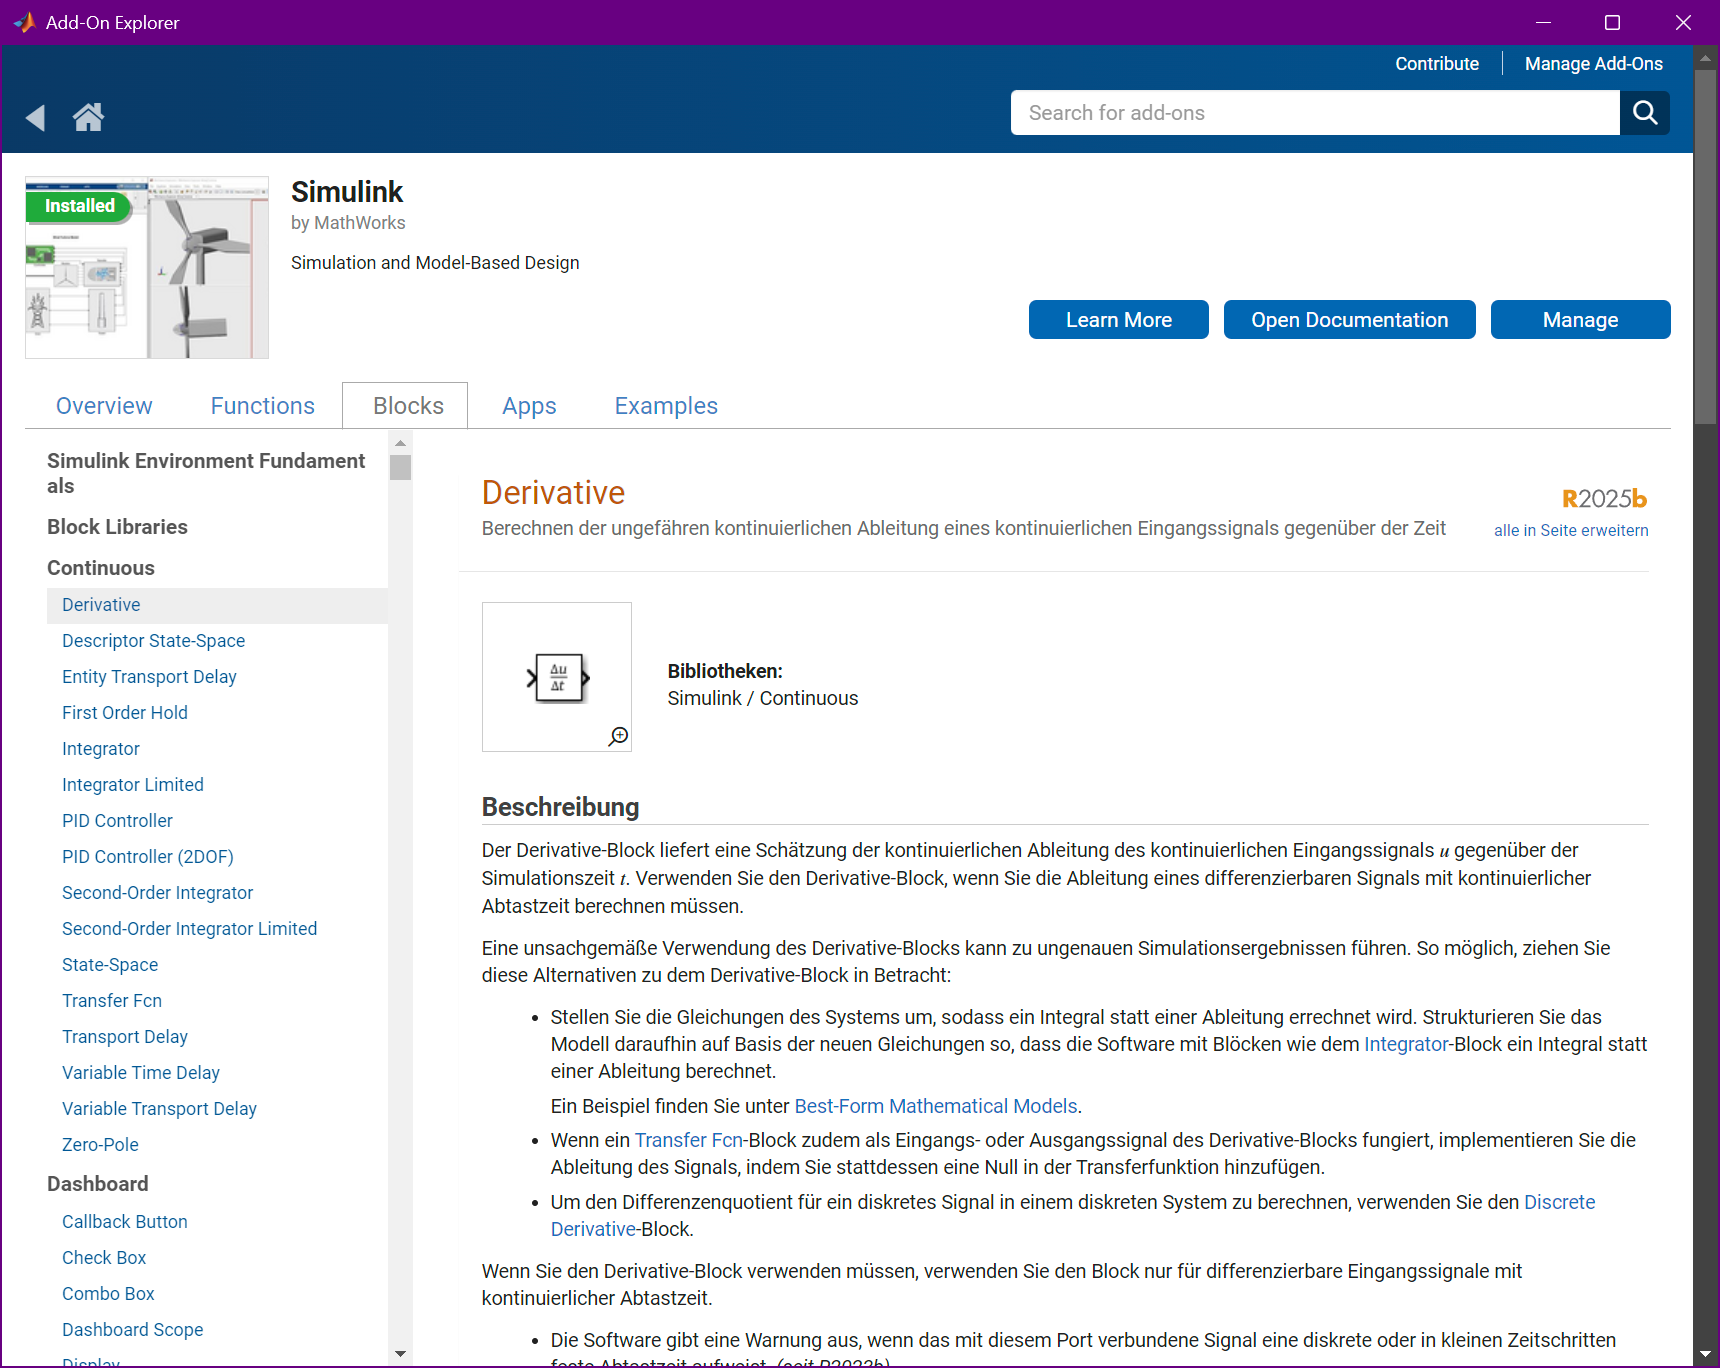 Add-On Explorer
Contribute
Manage Add-Ons
Search for add-ons
Installed
Simulink
by MathWorks
Simulation and Model-Based Design
Learn More
Open Documentation
Manage
Overview
Functions
Blocks
Apps
Examples
Simulink Environment Fundament
als
Block Libraries
Continuous
Derivative
Descriptor State-Space
Entity Transport Delay
First Order Hold
Integrator
Integrator Limited
PID Controller
PID Controller (2DOF)
Second-Order Integrator
Second-Order Integrator Limited
State-Space
Transfer Fcn
Transport Delay
Variable Time Delay
Variable Transport Delay
Zero-Pole
Dashboard
Callback Button
Check Box
Combo Box
Dashboard Scope
Display
Derivative
R2025b
Berechnen der ungefähren kontinuierlichen Ableitung eines kontinuierlichen Eingangssignals gegenüber der Zeit
alle in Seite erweitern
Δu
Δt
Bibliotheken:
Simulink / Continuous
Beschreibung
Der Derivative-Block liefert eine Schätzung der kontinuierlichen Ableitung des kontinuierlichen Eingangssignals u gegenüber der
Simulationszeit t. Verwenden Sie den Derivative-Block, wenn Sie die Ableitung eines differenzierbaren Signals mit kontinuierlicher
Abtastzeit berechnen müssen.
Eine unsachgemäße Verwendung des Derivative-Blocks kann zu ungenauen Simulationsergebnissen führen. So möglich, ziehen Sie
diese Alternativen zu dem Derivative-Block in Betracht:
• Stellen Sie die Gleichungen des Systems um, sodass ein Integral statt einer Ableitung errechnet wird. Strukturieren Sie das
Modell daraufhin auf Basis der neuen Gleichungen so, dass die Software mit Blöcken wie dem Integrator-Block ein Integral statt
einer Ableitung berechnet.
Ein Beispiel finden Sie unter Best-Form Mathematical Models.
• Wenn ein Transfer Fcn-Block zudem als Eingangs- oder Ausgangssignal des Derivative-Blocks fungiert, implementieren Sie die
Ableitung des Signals, indem Sie stattdessen eine Null in der Transferfunktion hinzufügen.
• Um den Differenzenquotient für ein diskretes Signal in einem diskreten System zu berechnen, verwenden Sie den Discrete
Derivative-Block.
Wenn Sie den Derivative-Block verwenden müssen, verwenden Sie den Block nur für differenzierbare Eingangssignale mit
kontinuierlicher Abtastzeit.
• Die Software gibt eine Warnung aus, wenn das mit diesem Port verbundene Signal eine diskrete oder in kleinen Zeitschritten
feste Abtastzeit aufweist. (seit R2023b)